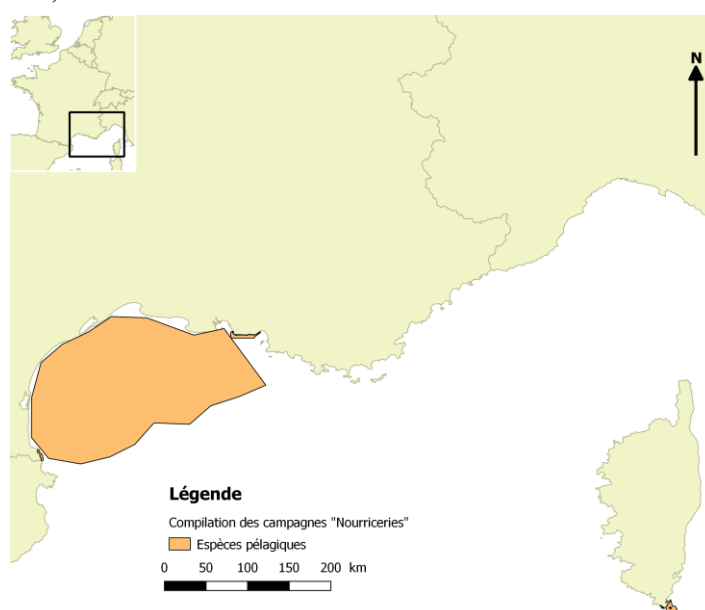 N
Légende
Compilation des campagnes "Nourriceries"
Espèces pélagiques
0 50 100 150 200 km